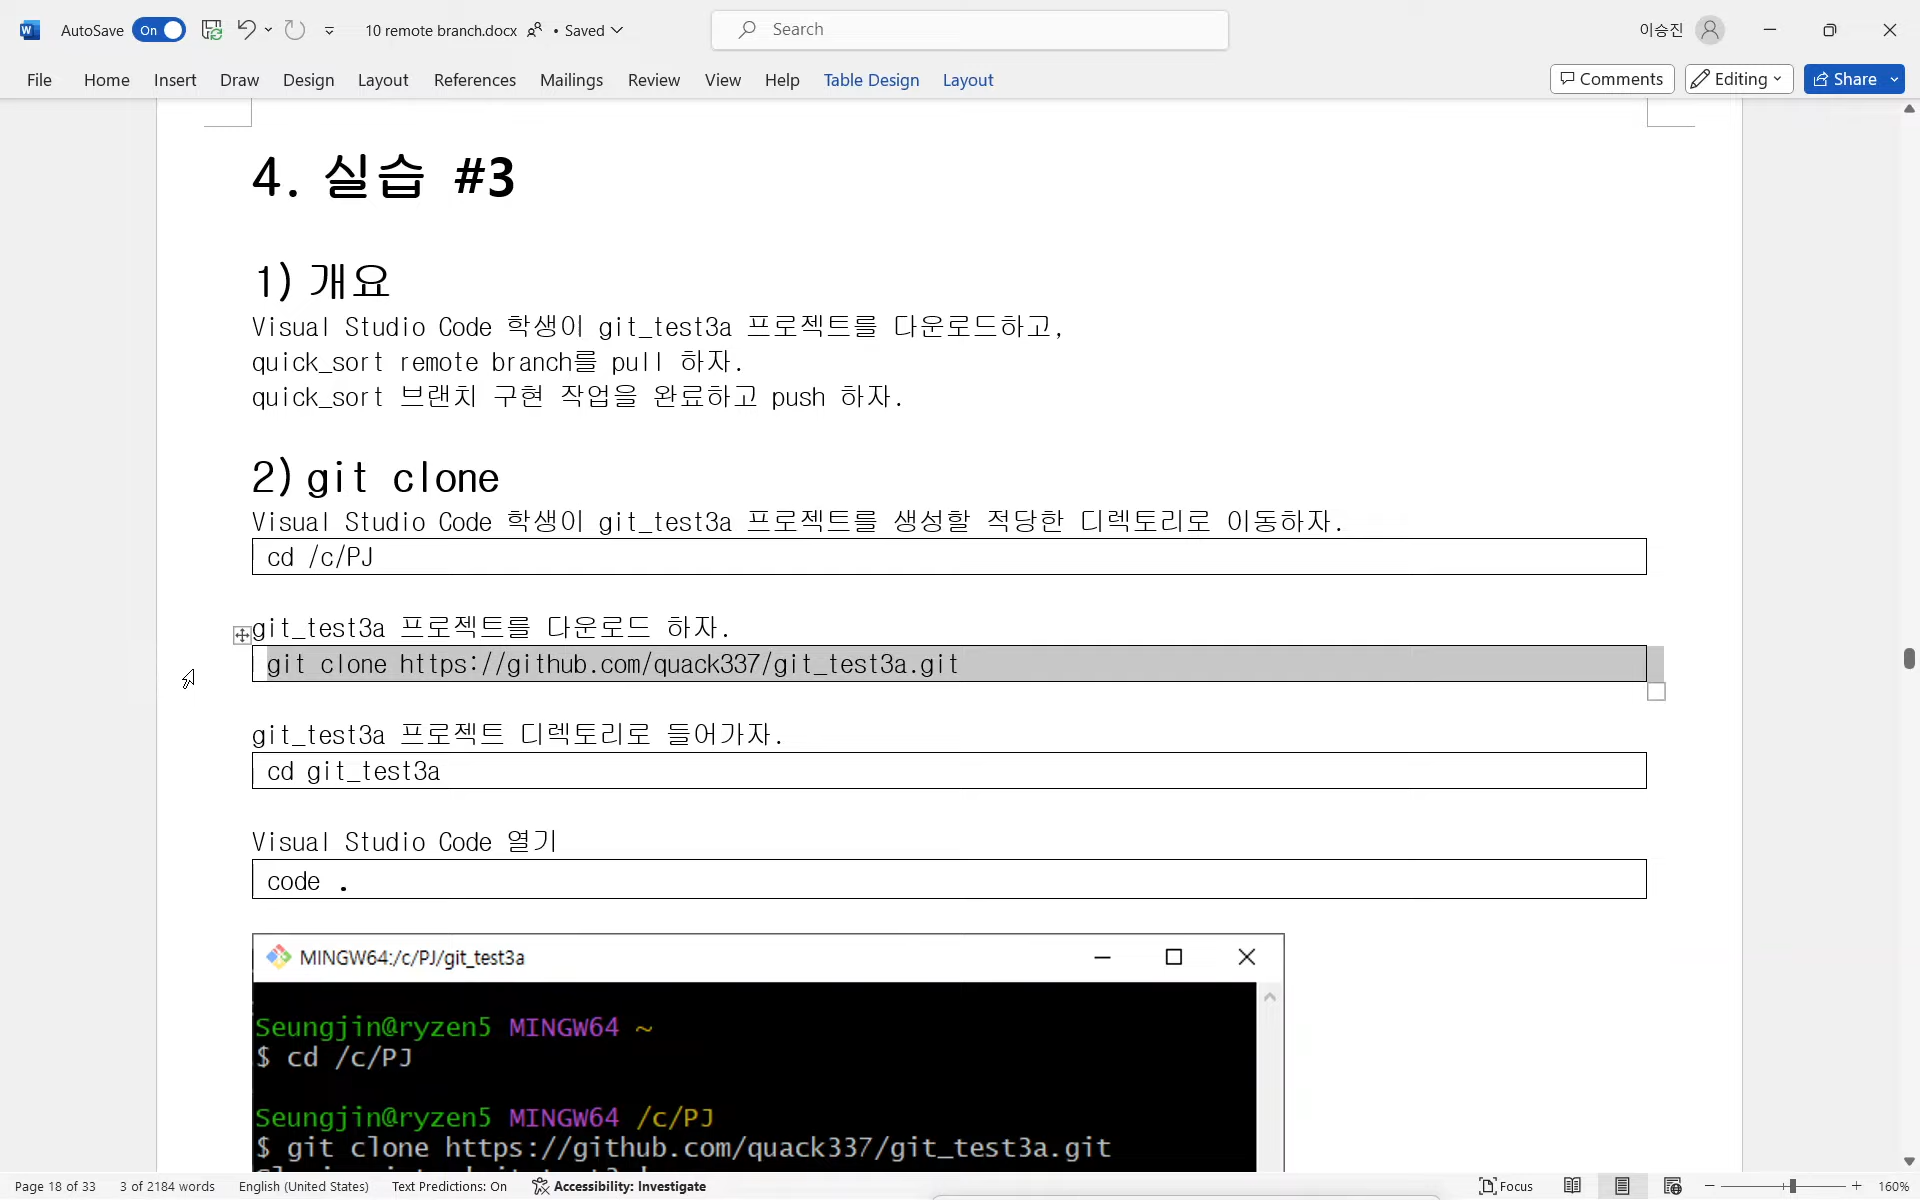 AutoSave On 10 remote branch.docx • Saved Search 이승진
File Home Insert Draw Design Layout References Mailings Review View Help Table Design Layout Comments Editing Share
4. 실습 #3
1) 개요
Visual Studio Code 학생이 git_test3a 프로젝트를 다운로드하고,
quick_sort remote branch를 pull 하자.
quick_sort 브랜치 구현 작업을 완료하고 push 하자.
2) git clone
Visual Studio Code 학생이 git_test3a 프로젝트를 생성할 적당한 디렉토리로 이동하자.
cd /c/PJ
git_test3a 프로젝트를 다운로드 하자.
git clone https://github.com/quack337/git_test3a.git
git_test3a 프로젝트 디렉토리로 들어가자.
cd git_test3a
Visual Studio Code 열기
code .
MINGW64:/c/PJ/git_test3a
Seungjin@ryzen5 MINGW64 ~
$ cd /c/PJ
Seungjin@ryzen5 MINGW64 /c/PJ
$ git clone https://github.com/quack337/git_test3a.git
Page 18 of 33 3 of 2184 words English (United States) Text Predictions: On Accessibility: Investigate Focus 160%